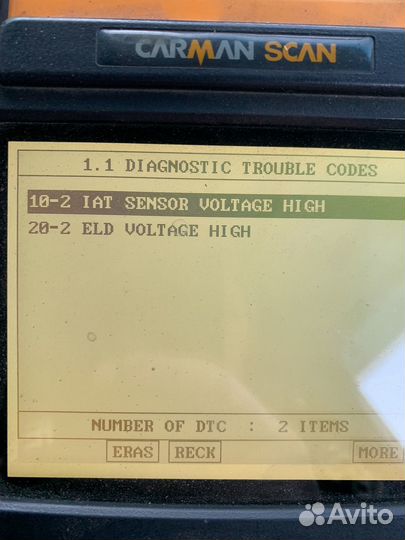 CARMAN SCAN
1.1 DIAGNOSTIC TROUBLE CODES
10-2 IAT SENSOR VOLTAGE HIGH
20-2 ELD VOLTAGE HIGH
NUMBER OF DTC : 2 ITEMS
ERAS RECK MORE
Avito